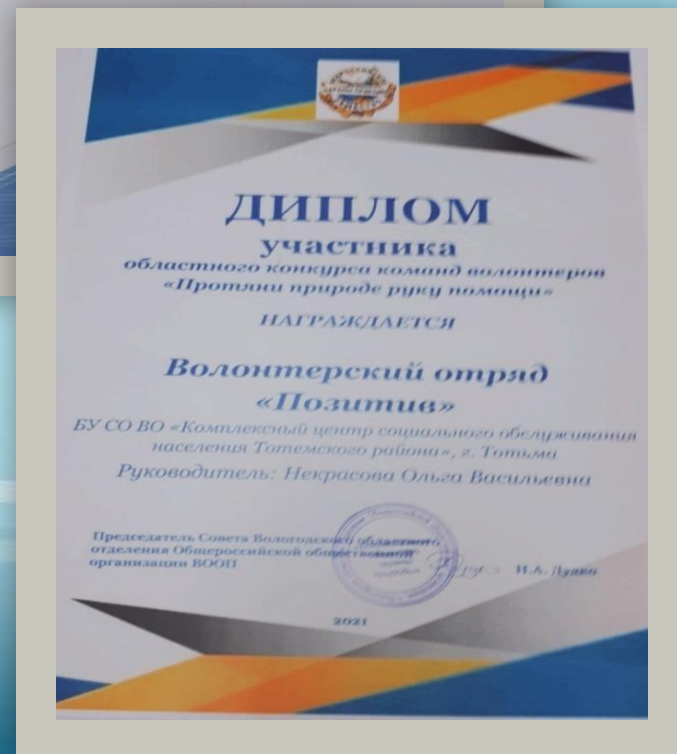 ДИПЛОМ
участника
областного конкурса команд волонтеров
«Протяни природе руку помощи»
НАГРАЖДАЕТСЯ
Волонтерский отряд
«Позитив»
БУ СО ВО «Комплексный центр социального обслуживания
населения Тотемского района», г. Тотьма
Руководитель: Некрасова Ольга Васильевна
Председатель Совета Вологодского областного
отделения Общероссийской общественной
организации ВООП
И.А.
2021